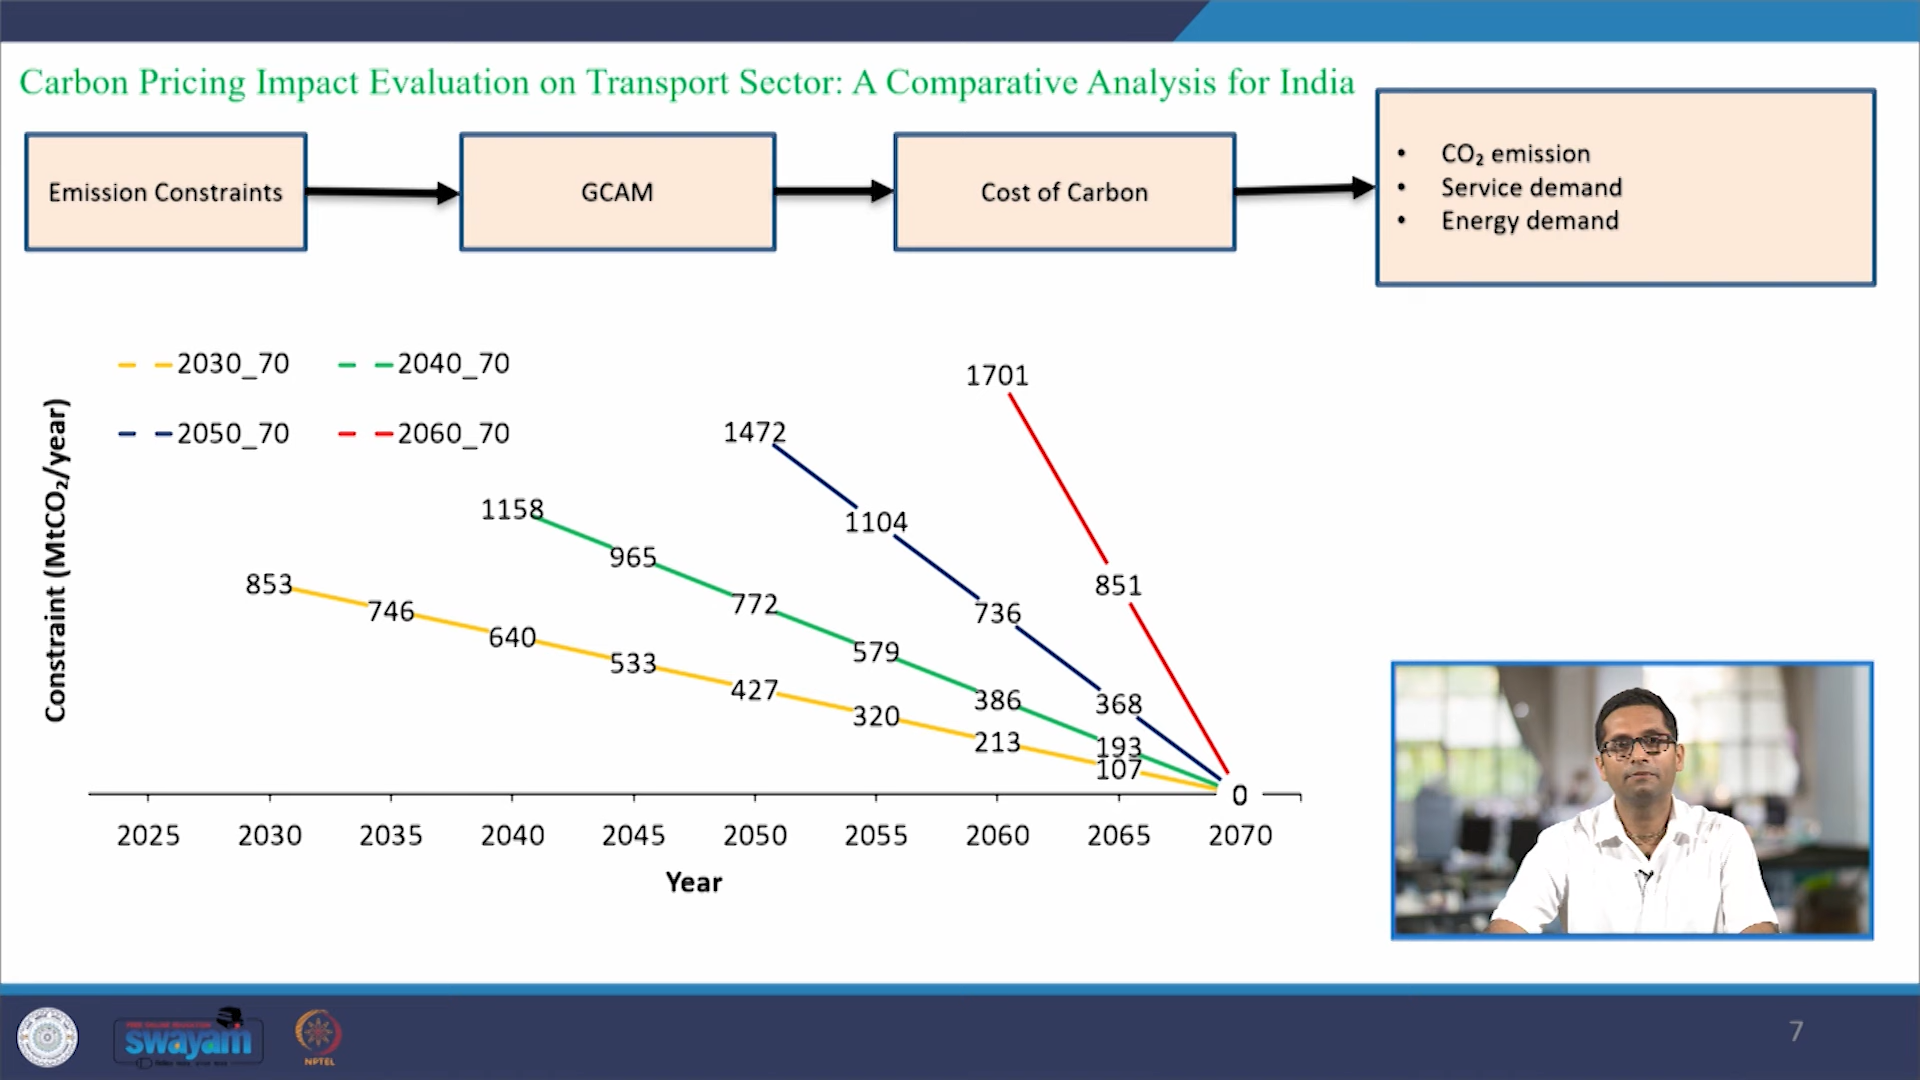 Carbon Pricing Impact Evaluation on Transport Sector: A Comparative Analysis for India
Emission Constraints
GCAM
Cost of Carbon
• CO₂ emission
• Service demand
• Energy demand
2030_70
2040_70
2050_70
2060_70
Constraint (MtCO₂/year)
1701
1472
1158
1104
965
851
853
746
772
736
640
579
533
427
386
368
320
213
193
107
0
2025 2030 2035 2040 2045 2050 2055 2060 2065 2070
Year
FREE ONLINE EDUCATION
swayam
NPTEL
7